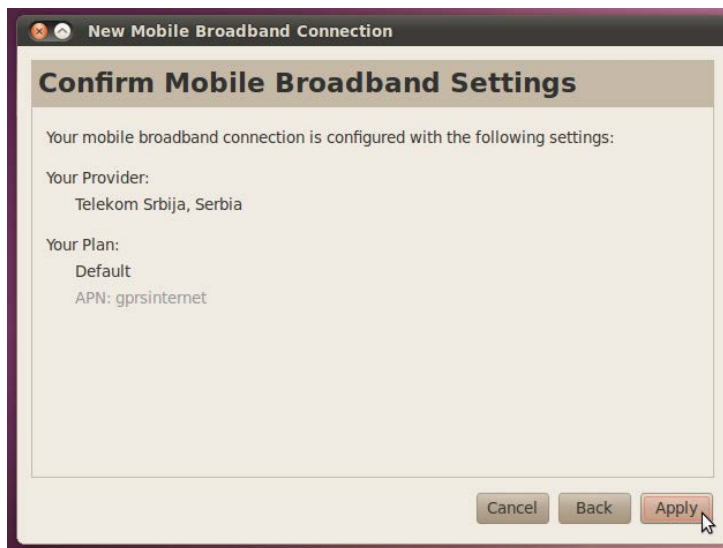 New Mobile Broadband Connection
Confirm Mobile Broadband Settings
Your mobile broadband connection is configured with the following settings:
Your Provider:
Telekom Srbija, Serbia
Your Plan:
Default
APN: gprsinternet
Cancel Back Apply